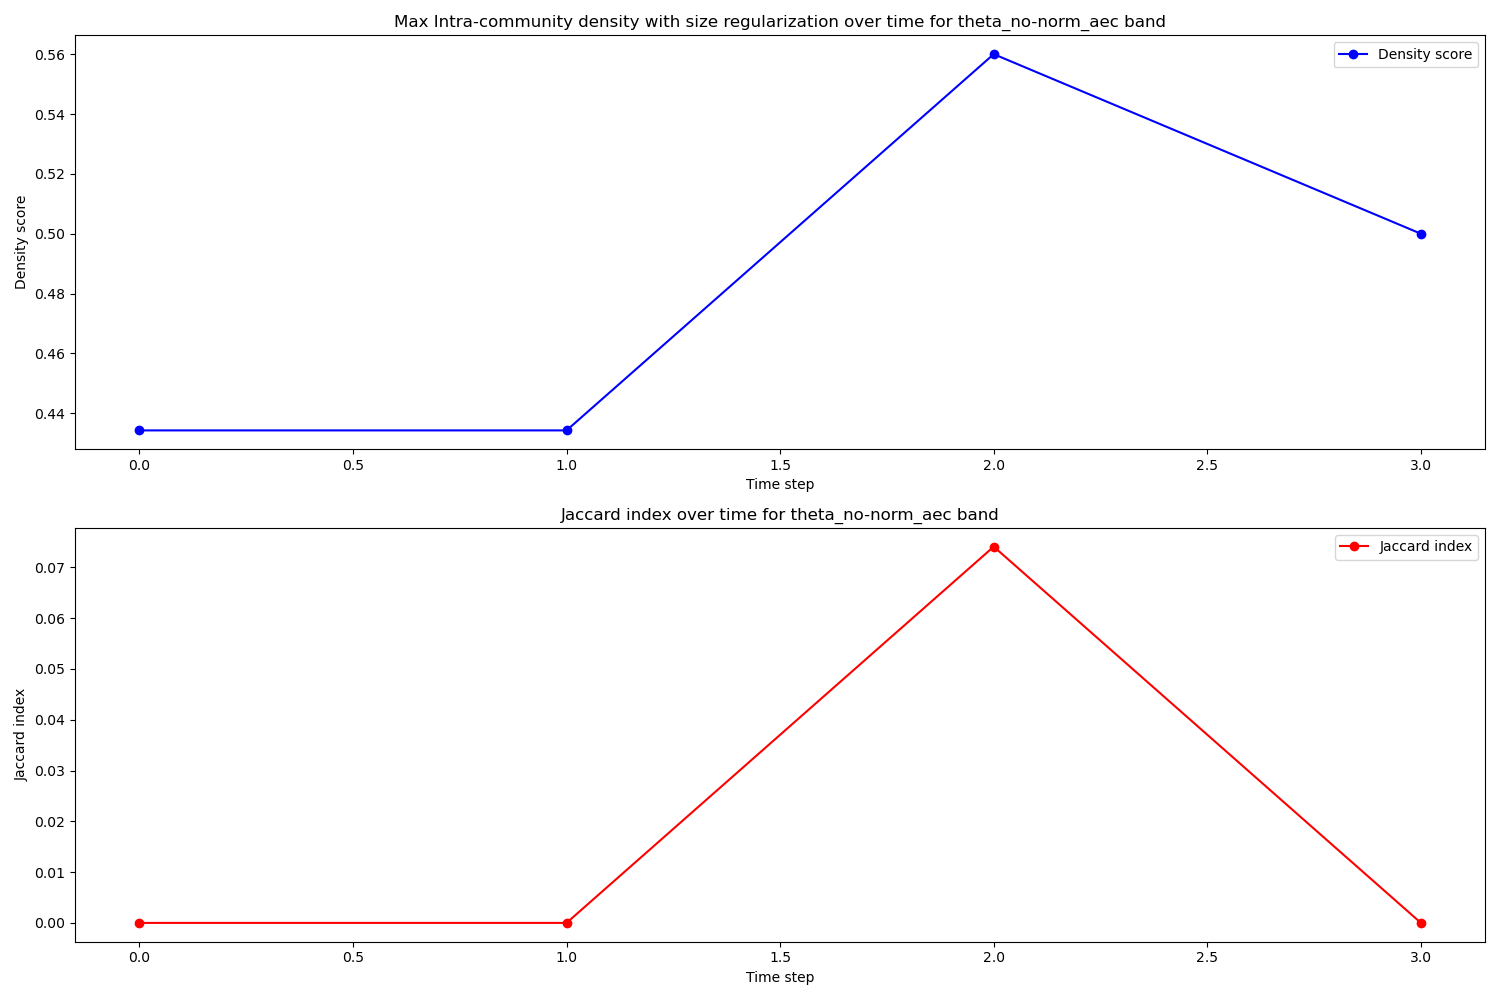 Max Intra-community density with size regularization over time for theta_no-norm_aec band
Density score
0.56
0.54
0.52
0.50
0.48
0.46
0.44
Density score
0.0 0.5 1.0 1.5 2.0 2.5 3.0
Time step
Jaccard index over time for theta_no-norm_aec band
Jaccard index
0.07
0.06
0.05
0.04
0.03
0.02
0.01
0.00
Jaccard index
0.0 0.5 1.0 1.5 2.0 2.5 3.0
Time step